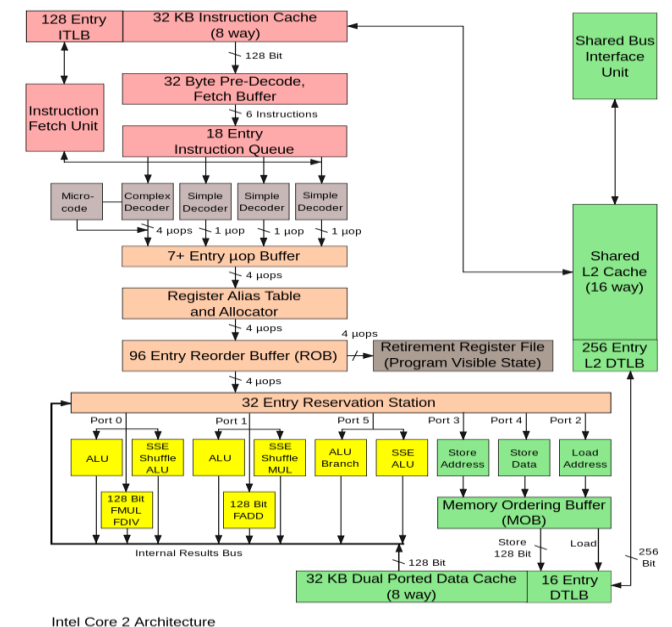 128 Entry
ITLB
32 KB Instruction Cache
(8 way)
Shared Bus
Interface
Unit
128 Bit
32 Byte Pre-Decode,
Fetch Buffer
Instruction
Fetch Unit
6 Instructions
18 Entry
Instruction Queue
Micro-
code
Complex
Decoder
Simple
Decoder
Simple
Decoder
Simple
Decoder
4 µops
1 µop
1 µop
1 µop
7+ Entry µop Buffer
Shared
L2 Cache
(16 way)
4 µops
Register Alias Table
and Allocator
4 µops
4 µops
96 Entry Reorder Buffer (ROB)
Retirement Register File
(Program Visible State)
256 Entry
L2 DTLB
4 µops
32 Entry Reservation Station
Port 0
Port 1
Port 5
Port 3
Port 4
Port 2
ALU
SSE
Shuffle
ALU
ALU
SSE
Shuffle
MUL
ALU
Branch
SSE
ALU
Store
Address
Store
Data
Load
Address
128 Bit
FMUL
FDIV
128 Bit
FADD
Memory Ordering Buffer
(MOB)
Internal Results Bus
Store
128 Bit
Load
128 Bit
256
Bit
32 KB Dual Ported Data Cache
(8 way)
16 Entry
DTLB
Intel Core 2 Architecture